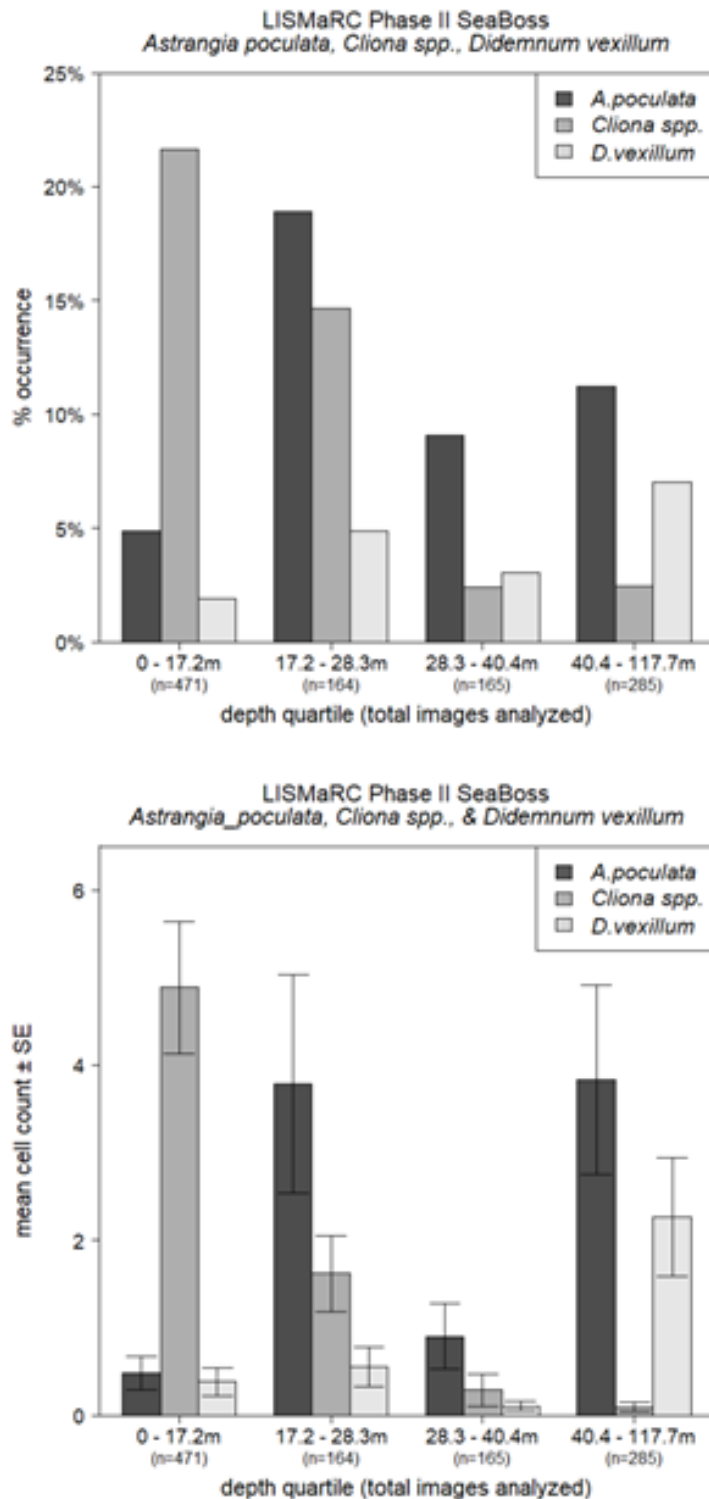 LISMaRC Phase II SeaBoss
Astrangia poculata, Cliona spp., Didemnum vexillum
25%
20%
15%
10%
5%
0%
% occurrence
A.poculata
Cliona spp.
D.vexillum
0 - 17.2m 17.2 - 28.3m 28.3 - 40.4m 40.4 - 117.7m
(n=471) (n=164) (n=165) (n=285)
depth quartile (total images analyzed)
LISMaRC Phase II SeaBoss
Astrangia_poculata, Cliona spp., & Didemnum vexillum
6
4
2
0
mean cell count ± SE
A.poculata
Cliona spp.
D.vexillum
0 - 17.2m 17.2 - 28.3m 28.3 - 40.4m 40.4 - 117.7m
(n=471) (n=164) (n=165) (n=285)
depth quartile (total images analyzed)